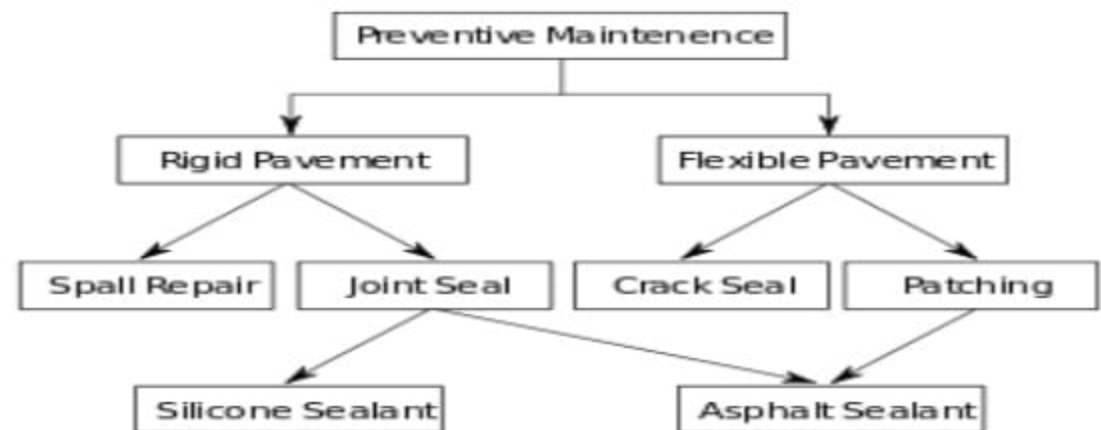 Preventive Maintenence
Rigid Pavement
Flexible Pavement
Spall Repair
Joint Seal
Crack Seal
Patching
Silicone Sealant
Asphalt Sealant